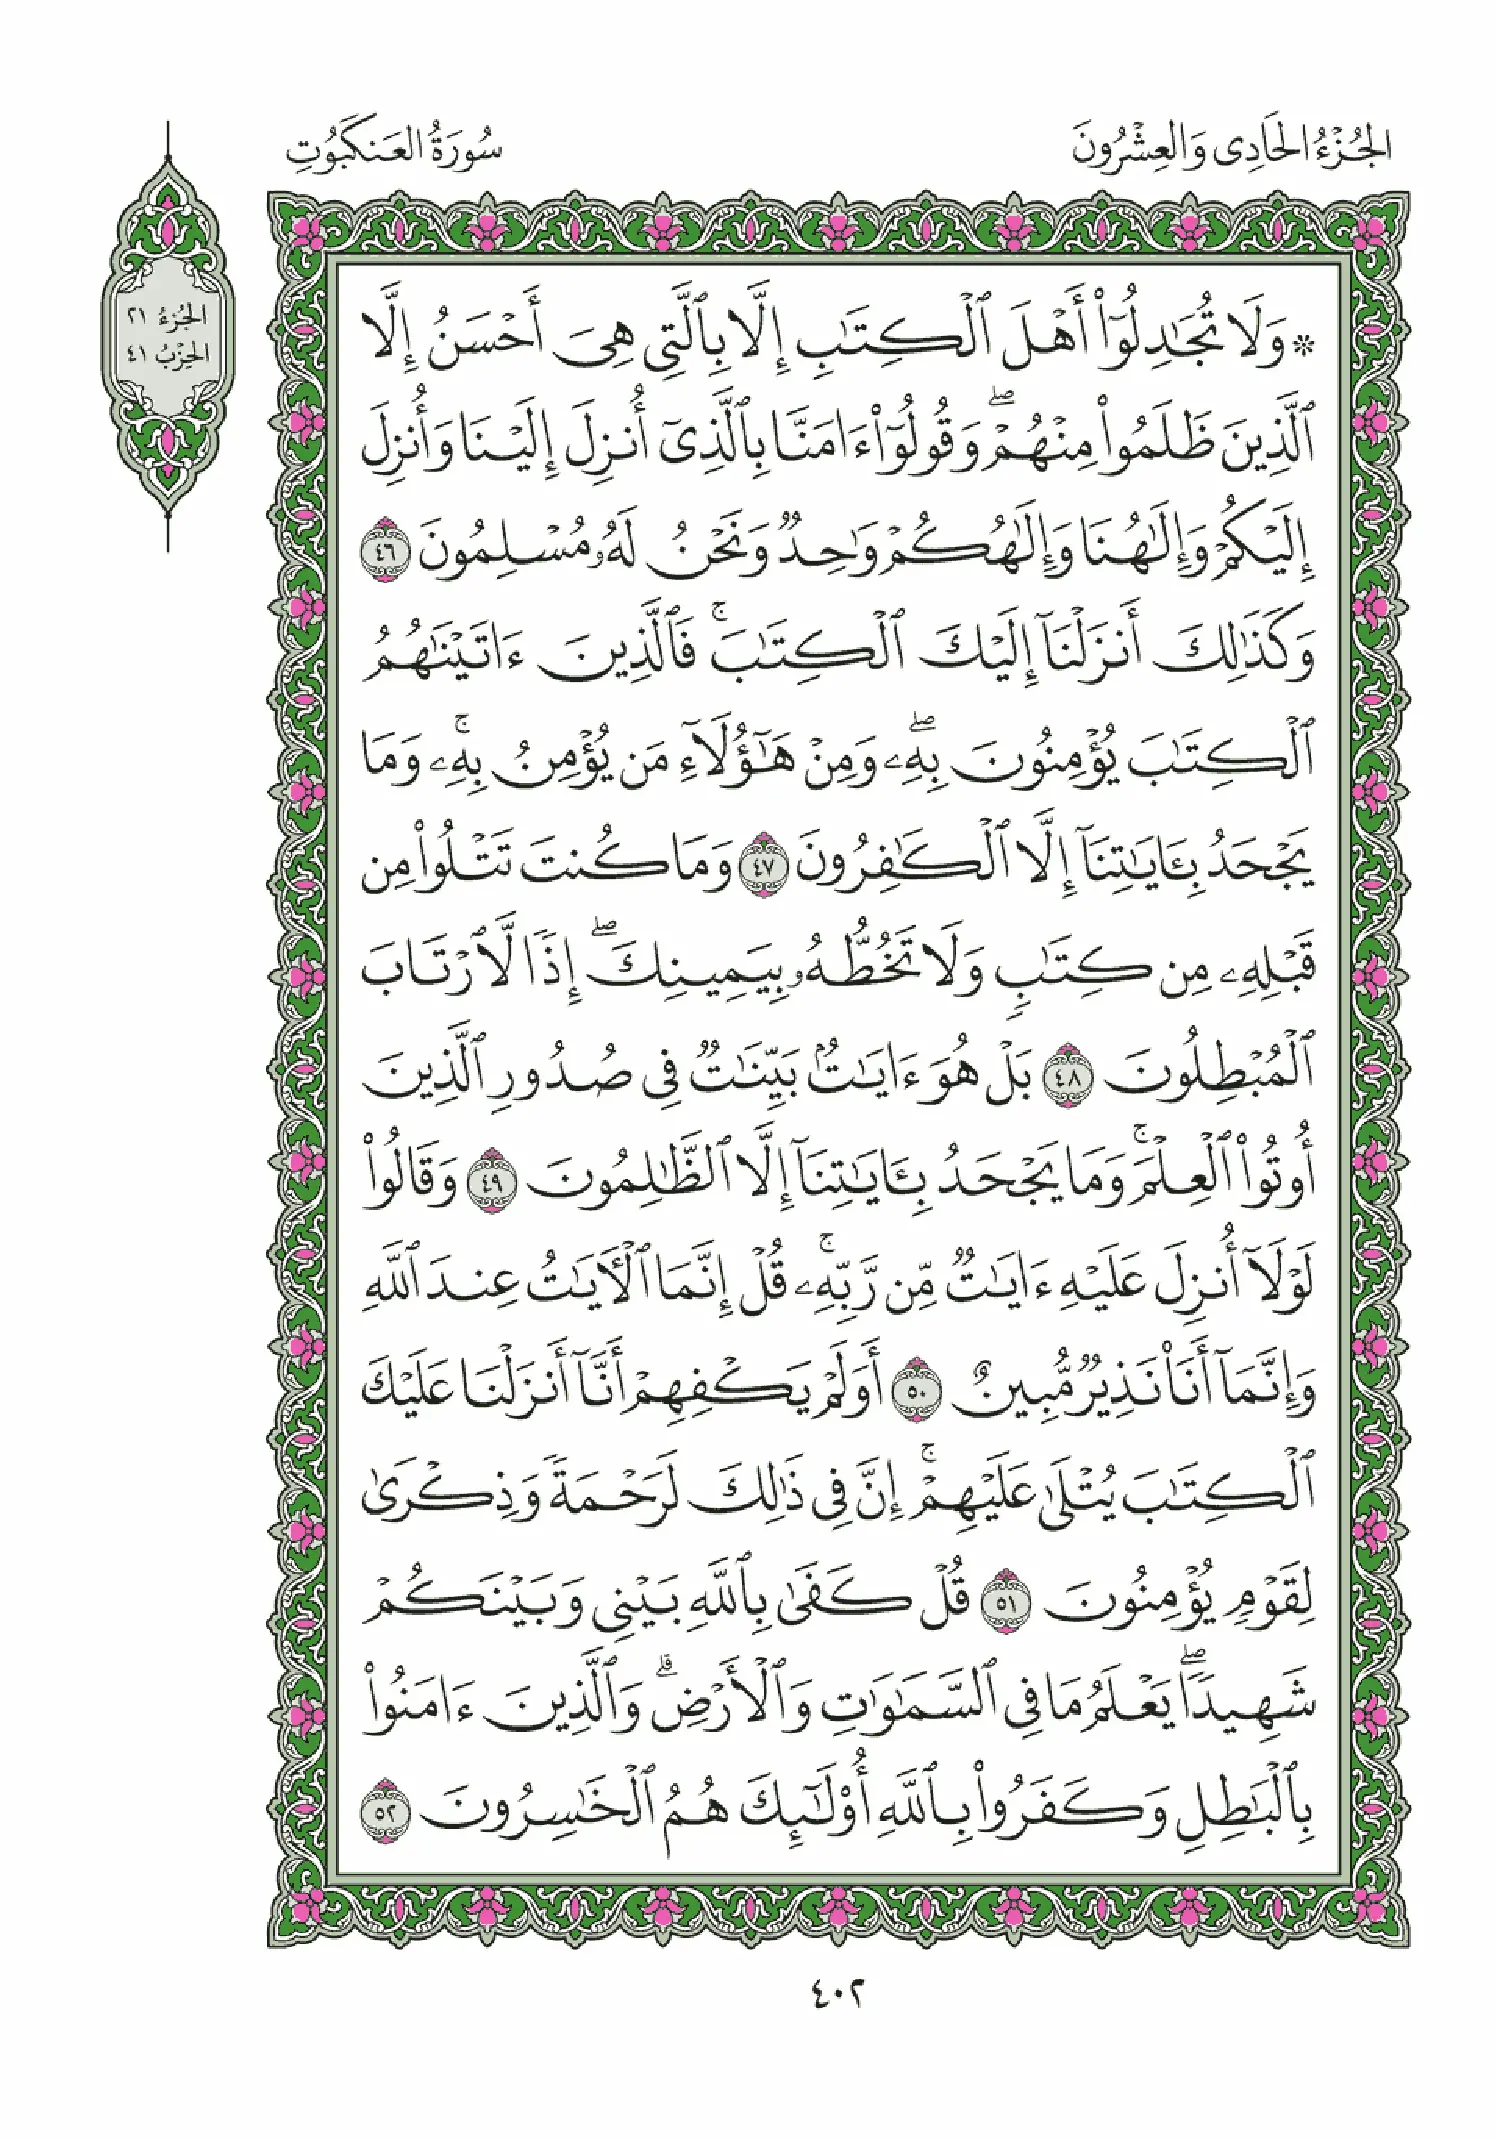 الجُزْءُ الحَادِى وَالعِشْرُونَ
سُورَةُ العَنكَبُوتِ
الجُزْءُ ٢١
الحِزْبُ ٤١
۞ وَلَا تُجَٰدِلُوٓا۟ أَهْلَ ٱلْكِتَٰبِ إِلَّا بِٱلَّتِى هِىَ أَحْسَنُ إِلَّا
ٱلَّذِينَ ظَلَمُوا۟ مِنْهُمْ ۖ وَقُولُوٓا۟ ءَامَنَّا بِٱلَّذِىٓ أُنزِلَ إِلَيْنَا وَأُنزِلَ
إِلَيْكُمْ وَإِلَٰهُنَا وَإِلَٰهُكُمْ وَٰحِدٌ وَنَحْنُ لَهُۥ مُسْلِمُونَ ٤٦
وَكَذَٰلِكَ أَنزَلْنَآ إِلَيْكَ ٱلْكِتَٰبَ ۚ فَٱلَّذِينَ ءَاتَيْنَٰهُمُ
ٱلْكِتَٰبَ يُؤْمِنُونَ بِهِۦ ۖ وَمِنْ هَٰٓؤُلَآءِ مَن يُؤْمِنُ بِهِۦ ۚ وَمَا
يَجْحَدُ بِـَٔايَٰتِنَآ إِلَّا ٱلْكَٰفِرُونَ ٤٧ وَمَا كُنتَ تَتْلُوا۟ مِن
قَبْلِهِۦ مِن كِتَٰبٍ وَلَا تَخُطُّهُۥ بِيَمِينِكَ ۖ إِذًا لَّٱرْتَابَ
ٱلْمُبْطِلُونَ ٤٨ بَلْ هُوَ ءَايَٰتٌۢ بَيِّنَٰتٌ فِى صُدُورِ ٱلَّذِينَ
أُوتُوا۟ ٱلْعِلْمَ ۚ وَمَا يَجْحَدُ بِـَٔايَٰتِنَآ إِلَّا ٱلظَّٰلِمُونَ ٤٩ وَقَالُوا۟
لَوْلَآ أُنزِلَ عَلَيْهِ ءَايَٰتٌ مِّن رَّبِّهِۦ ۚ قُلْ إِنَّمَا ٱلْـَٔايَٰتُ عِندَ ٱللَّهِ
وَإِنَّمَآ أَنَا۠ نَذِيرٌ مُّبِينٌ ٥٠ أَوَلَمْ يَكْفِهِمْ أَنَّآ أَنزَلْنَا عَلَيْكَ
ٱلْكِتَٰبَ يُتْلَىٰ عَلَيْهِمْ ۚ إِنَّ فِى ذَٰلِكَ لَرَحْمَةً وَذِكْرَىٰ
لِقَوْمٍ يُؤْمِنُونَ ٥١ قُلْ كَفَىٰ بِٱللَّهِ بَيْنِى وَبَيْنَكُمْ
شَهِيدًا ۖ يَعْلَمُ مَا فِى ٱلسَّمَٰوَٰتِ وَٱلْأَرْضِ ۗ وَٱلَّذِينَ ءَامَنُوا۟
بِٱلْبَٰطِلِ وَكَفَرُوا۟ بِٱللَّهِ أُو۟لَٰٓئِكَ هُمُ ٱلْخَٰسِرُونَ ٥٢
٤٠٢